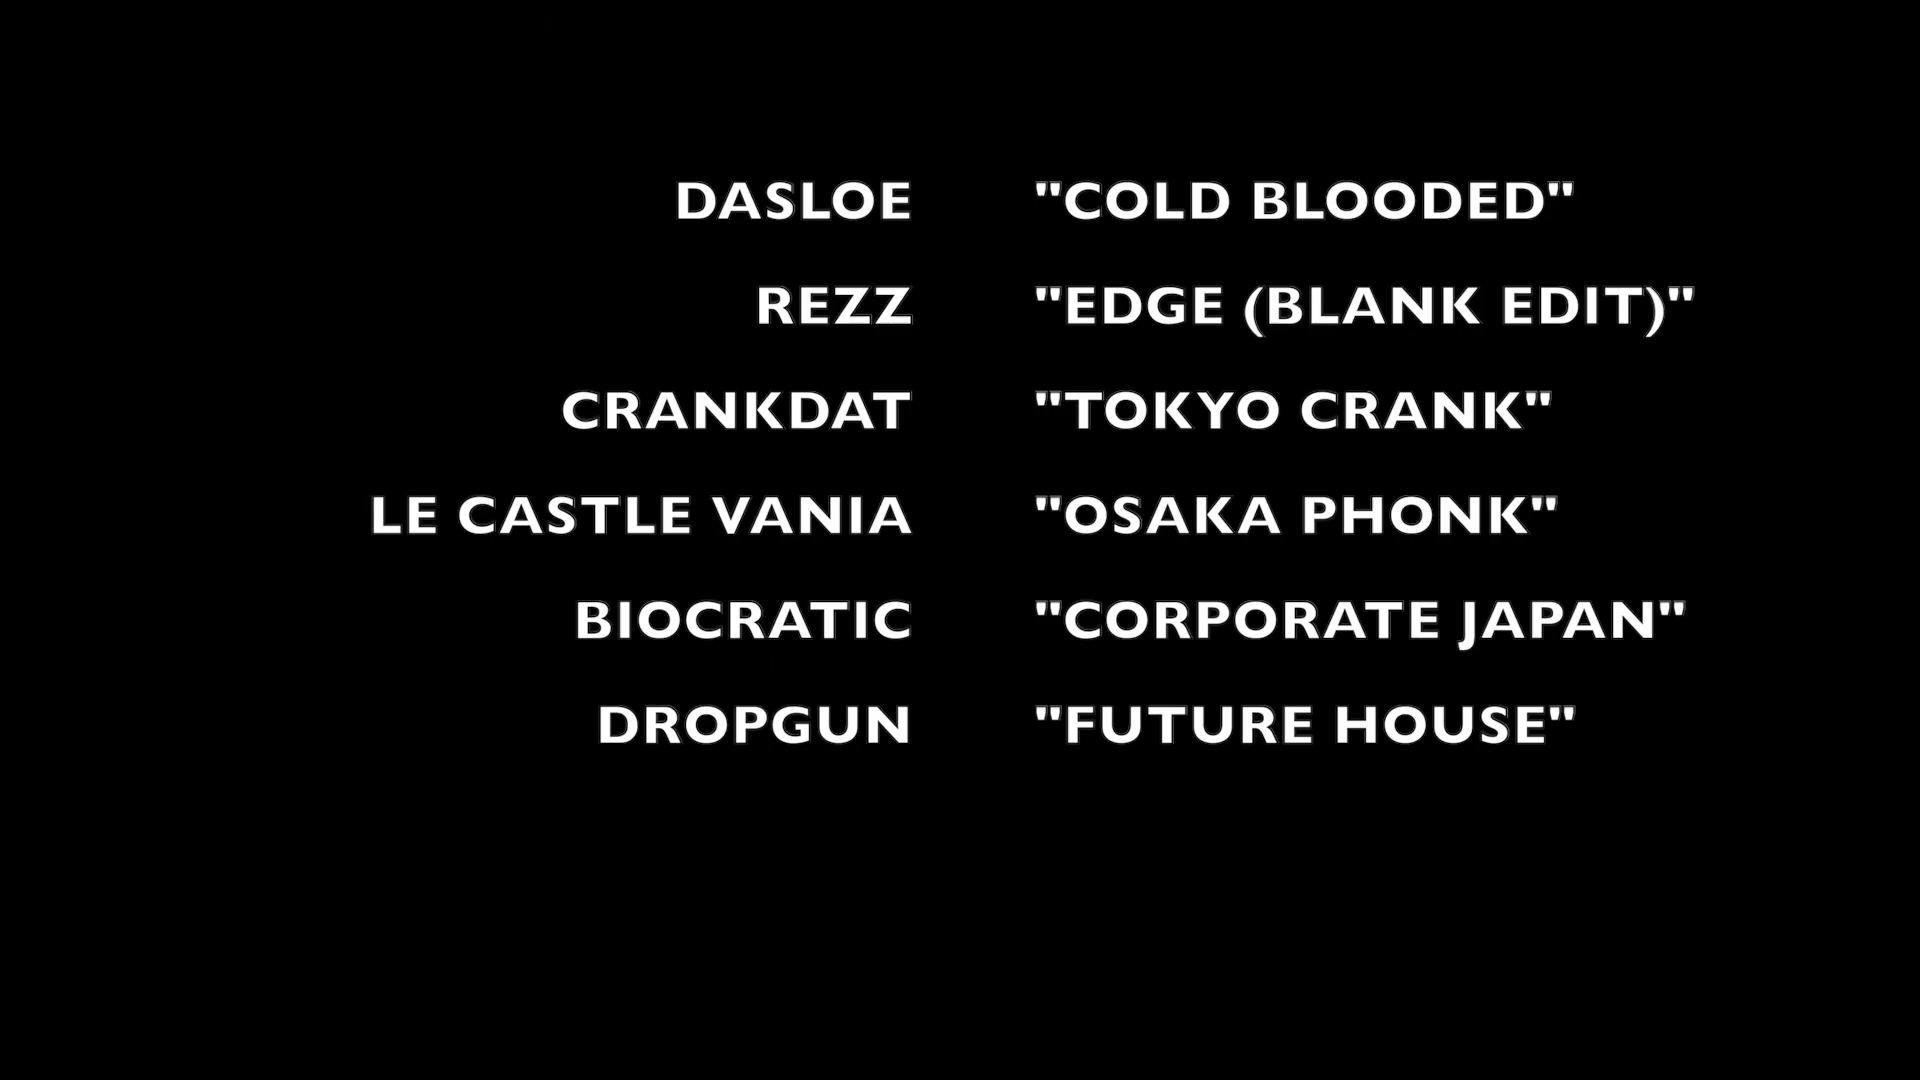 DASLOE "COLD BLOODED"
REZZ "EDGE (BLANK EDIT)"
CRANKDAT "TOKYO CRANK"
LE CASTLE VANIA "OSAKA PHONK"
BIOCRATIC "CORPORATE JAPAN"
DROPGUN "FUTURE HOUSE"